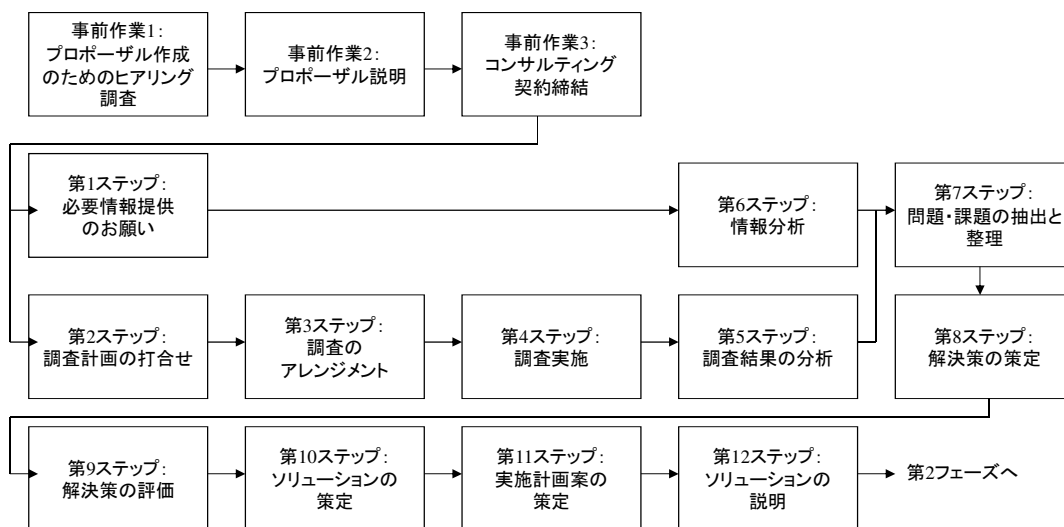 事前作業1:
プロポーザル作成
のためのヒアリング
調査
事前作業2:
プロポーザル説明
事前作業3:
コンサルティング
契約締結
第1ステップ:
必要情報提供
のお願い
第6ステップ:
情報分析
第7ステップ:
問題・課題の抽出と
整理
第2ステップ:
調査計画の打合せ
第3ステップ:
調査の
アレンジメント
第4ステップ:
調査実施
第5ステップ:
調査結果の分析
第8ステップ:
解決策の策定
第9ステップ:
解決策の評価
第10ステップ:
ソリューションの
策定
第11ステップ:
実施計画案の
策定
第12ステップ:
ソリューションの
説明
第2フェーズへ